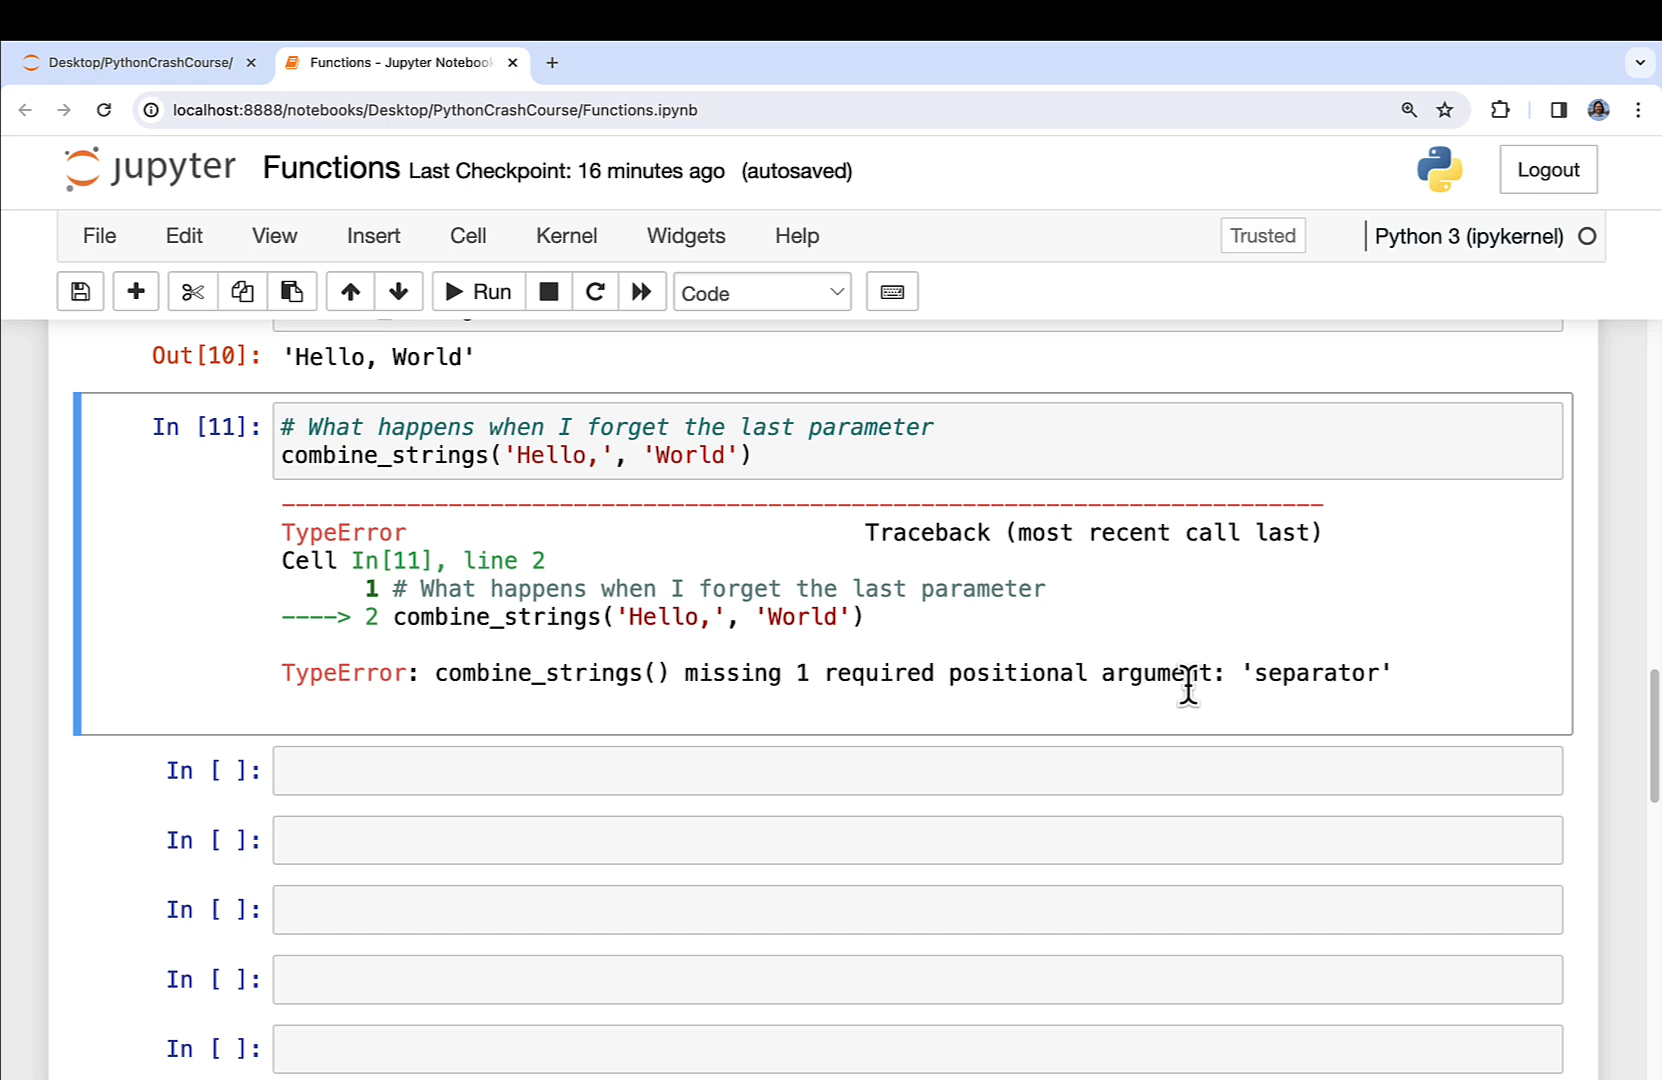 Desktop/PythonCrashCourse/
Functions - Jupyter Notebook
localhost:8888/notebooks/Desktop/PythonCrashCourse/Functions.ipynb
jupyter Functions Last Checkpoint: 16 minutes ago (autosaved)
Logout
File Edit View Insert Cell Kernel Widgets Help Trusted Python 3 (ipykernel)
Run Code
Out[10]: 'Hello, World'
In [11]: # What happens when I forget the last parameter
combine_strings('Hello,', 'World')
---------------------------------------------------------------------------
TypeError Traceback (most recent call last)
Cell In[11], line 2
1 # What happens when I forget the last parameter
----> 2 combine_strings('Hello,', 'World')
TypeError: combine_strings() missing 1 required positional argument: 'separator'
In [ ]:
In [ ]:
In [ ]:
In [ ]:
In [ ]: